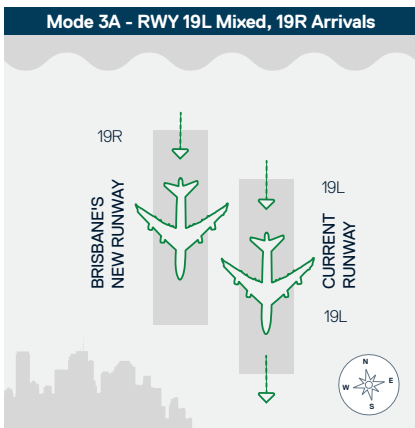 Mode 3A - RWY 19L Mixed, 19R Arrivals
19R
BRISBANE'S
NEW RUNWAY
19L
CURRENT
RUNWAY
19L
N
W
E
S